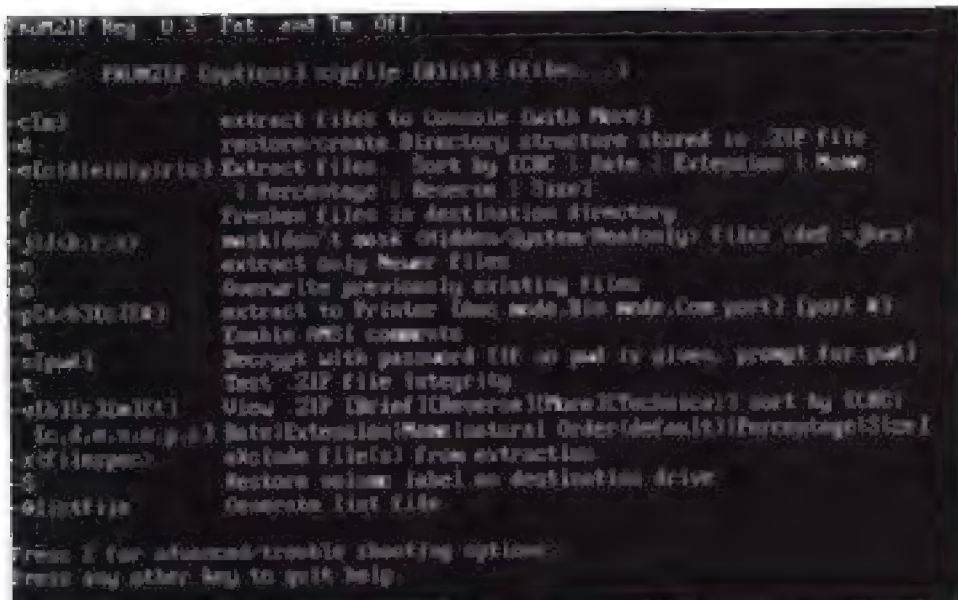 PKUNZIP Reg. U.S. Pat. and Tm. Off.
Usage: PKUNZIP [options] zipfile [@list] [files...]
-c[m] extract files to Console [with More]
-d restore/create Directory structure stored in .ZIP file
Extract files. Sort by [CRC | Date | Extension | Name
| Percentage | Reverse | Size]
-f Freshen files in destination directory
mask/don't mask <Hidden/System/Readonly> files (def =
-n extract only Newer files
-o Overwrite previously existing files
extract to Printer [Asc mode,Bin mode,Com port] [port #]
-q Enable ANSI comments
-s[pwd] Decrypt with password [If no pwd is given, prompt for pwd]
-t Test .ZIP file integrity
View .ZIP [Brief][Reverse][More][Technical] sort by [CRC|
Date|Extension|Name|natural Order(default)|Percentage|Size]
-x<filespec> eXclude file(s) from extraction
-$ Restore volume label on destination drive
-@listfile Generate list file
Press 2 for advanced/trouble shooting options.
Press any other key to quit help.